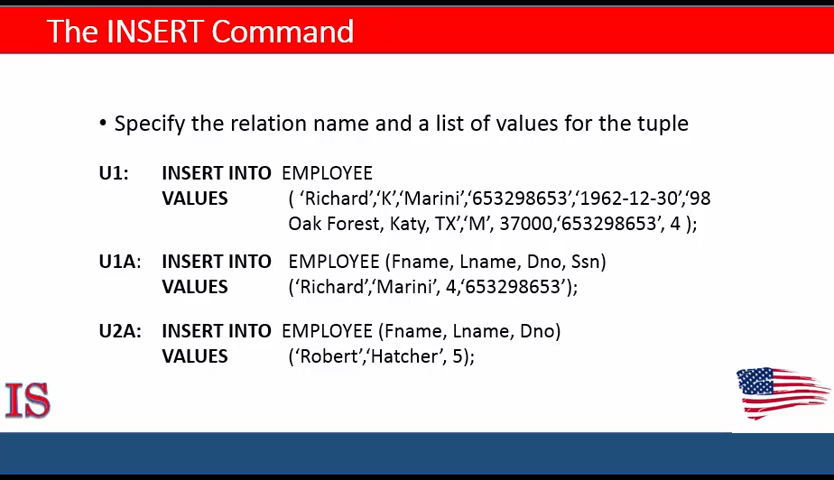 The INSERT Command
• Specify the relation name and a list of values for the tuple
U1: INSERT INTO EMPLOYEE
VALUES ( ‘Richard’,‘K’,‘Marini’,‘653298653’,‘1962-12-30’,‘98
Oak Forest, Katy, TX’,‘M’, 37000,‘653298653’, 4 );
U1A: INSERT INTO EMPLOYEE (Fname, Lname, Dno, Ssn)
VALUES (‘Richard’,‘Marini’, 4,‘653298653’);
U2A: INSERT INTO EMPLOYEE (Fname, Lname, Dno)
VALUES (‘Robert’,‘Hatcher’, 5);
IS